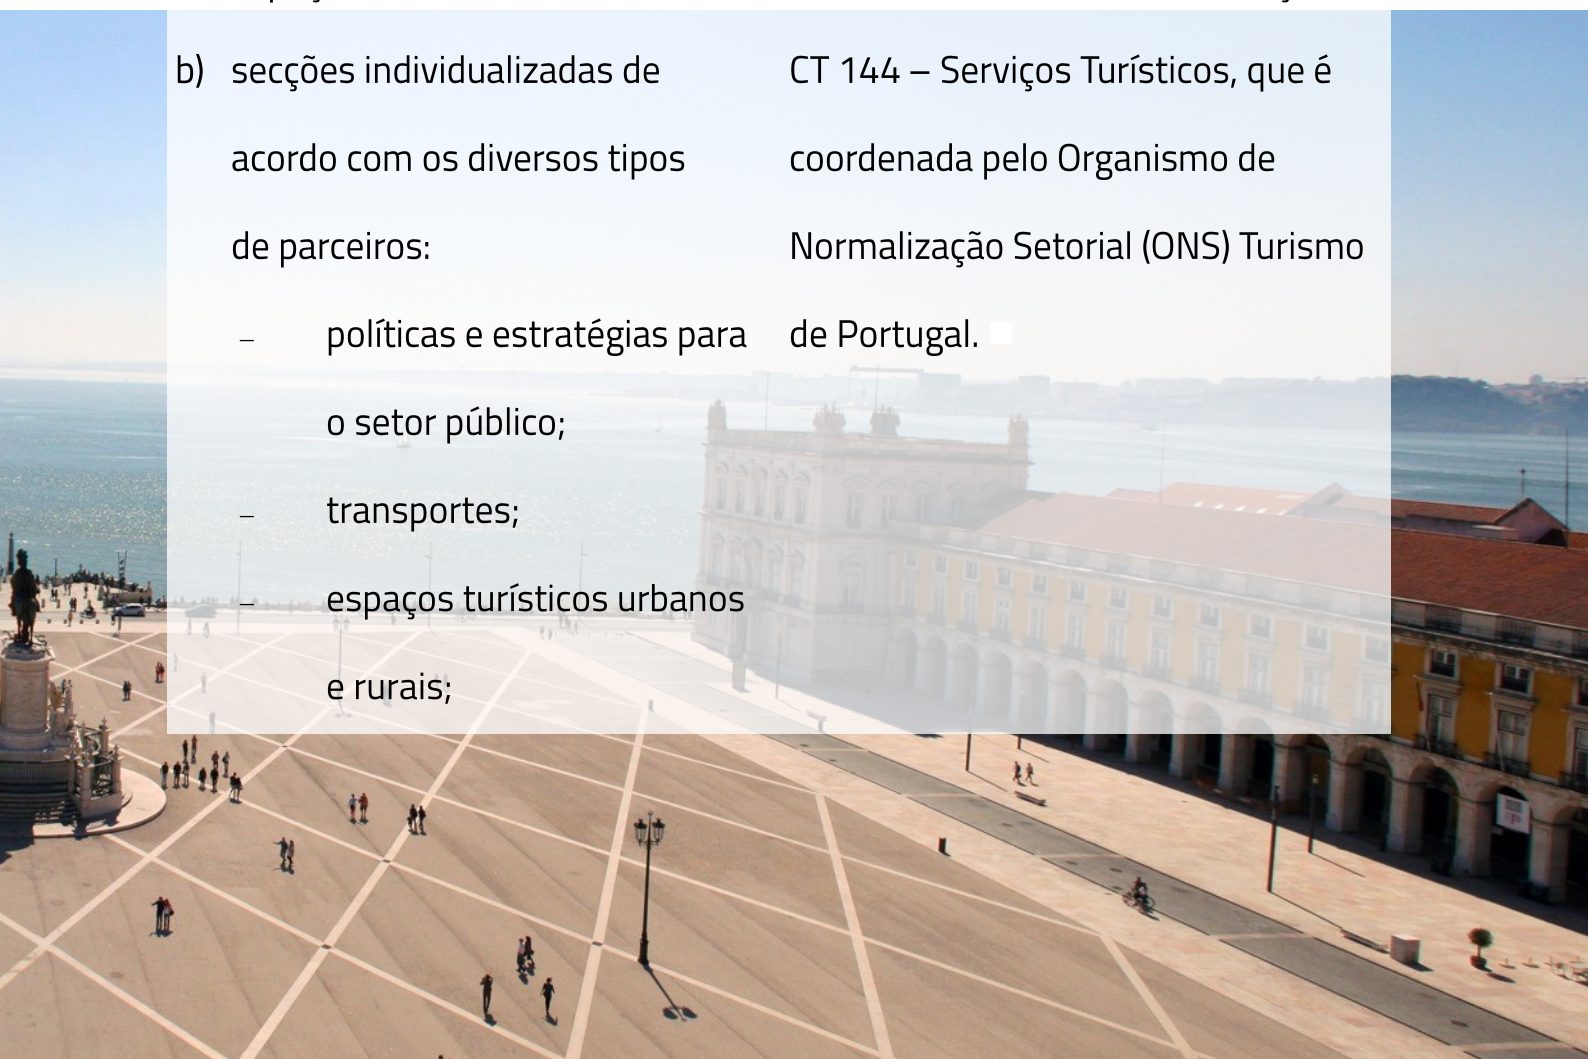 b) secções individualizadas de
acordo com os diversos tipos
de parceiros:
– políticas e estratégias para
o setor público;
– transportes;
– espaços turísticos urbanos
e rurais;
CT 144 – Serviços Turísticos, que é
coordenada pelo Organismo de
Normalização Setorial (ONS) Turismo
de Portugal.